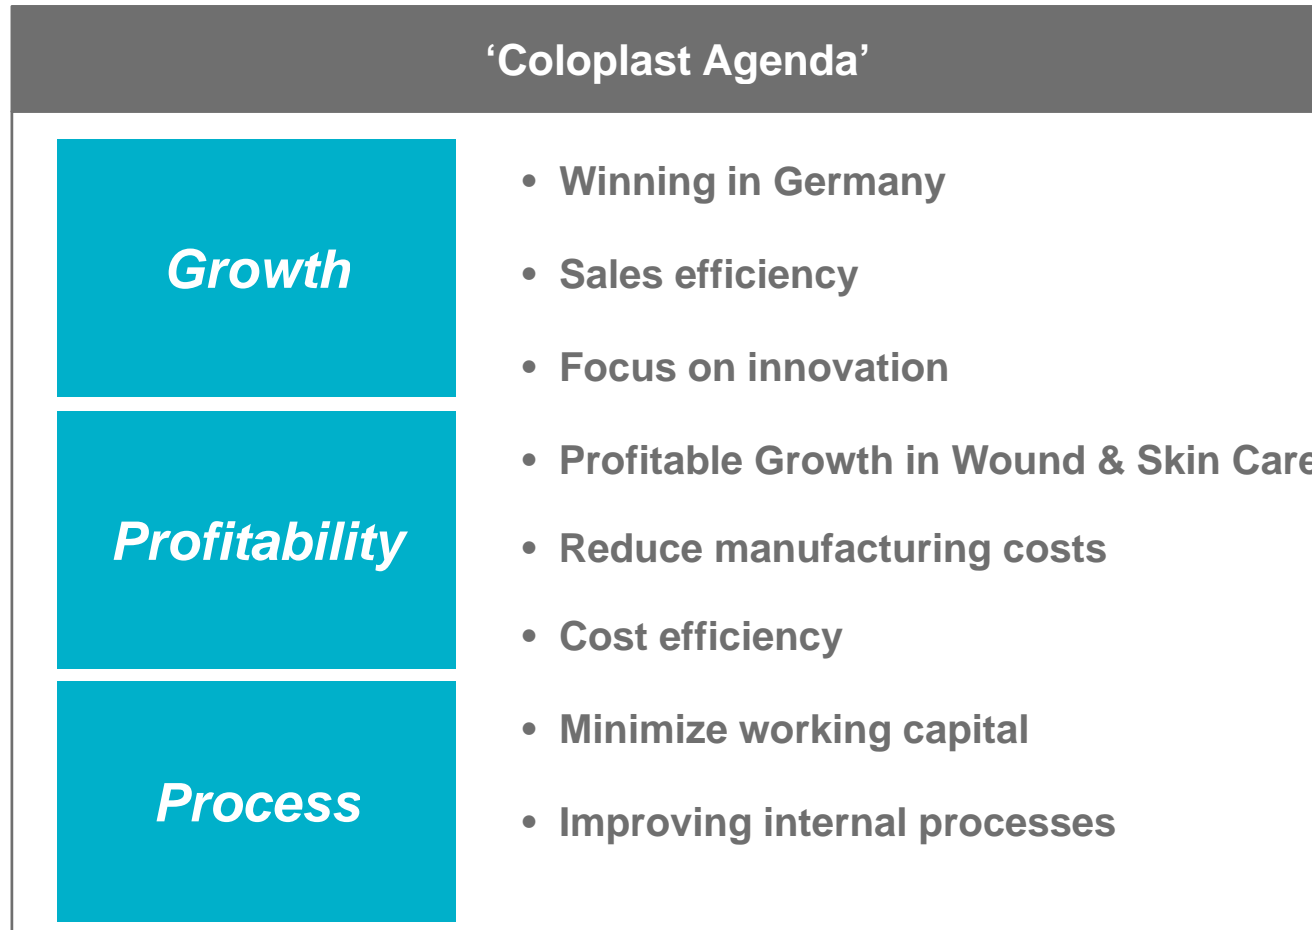 ‘Coloplast Agenda’
Growth
• Winning in Germany
• Sales efficiency
• Focus on innovation
Profitability
• Profitable Growth in Wound & Skin Care
• Reduce manufacturing costs
• Cost efficiency
Process
• Minimize working capital
• Improving internal processes